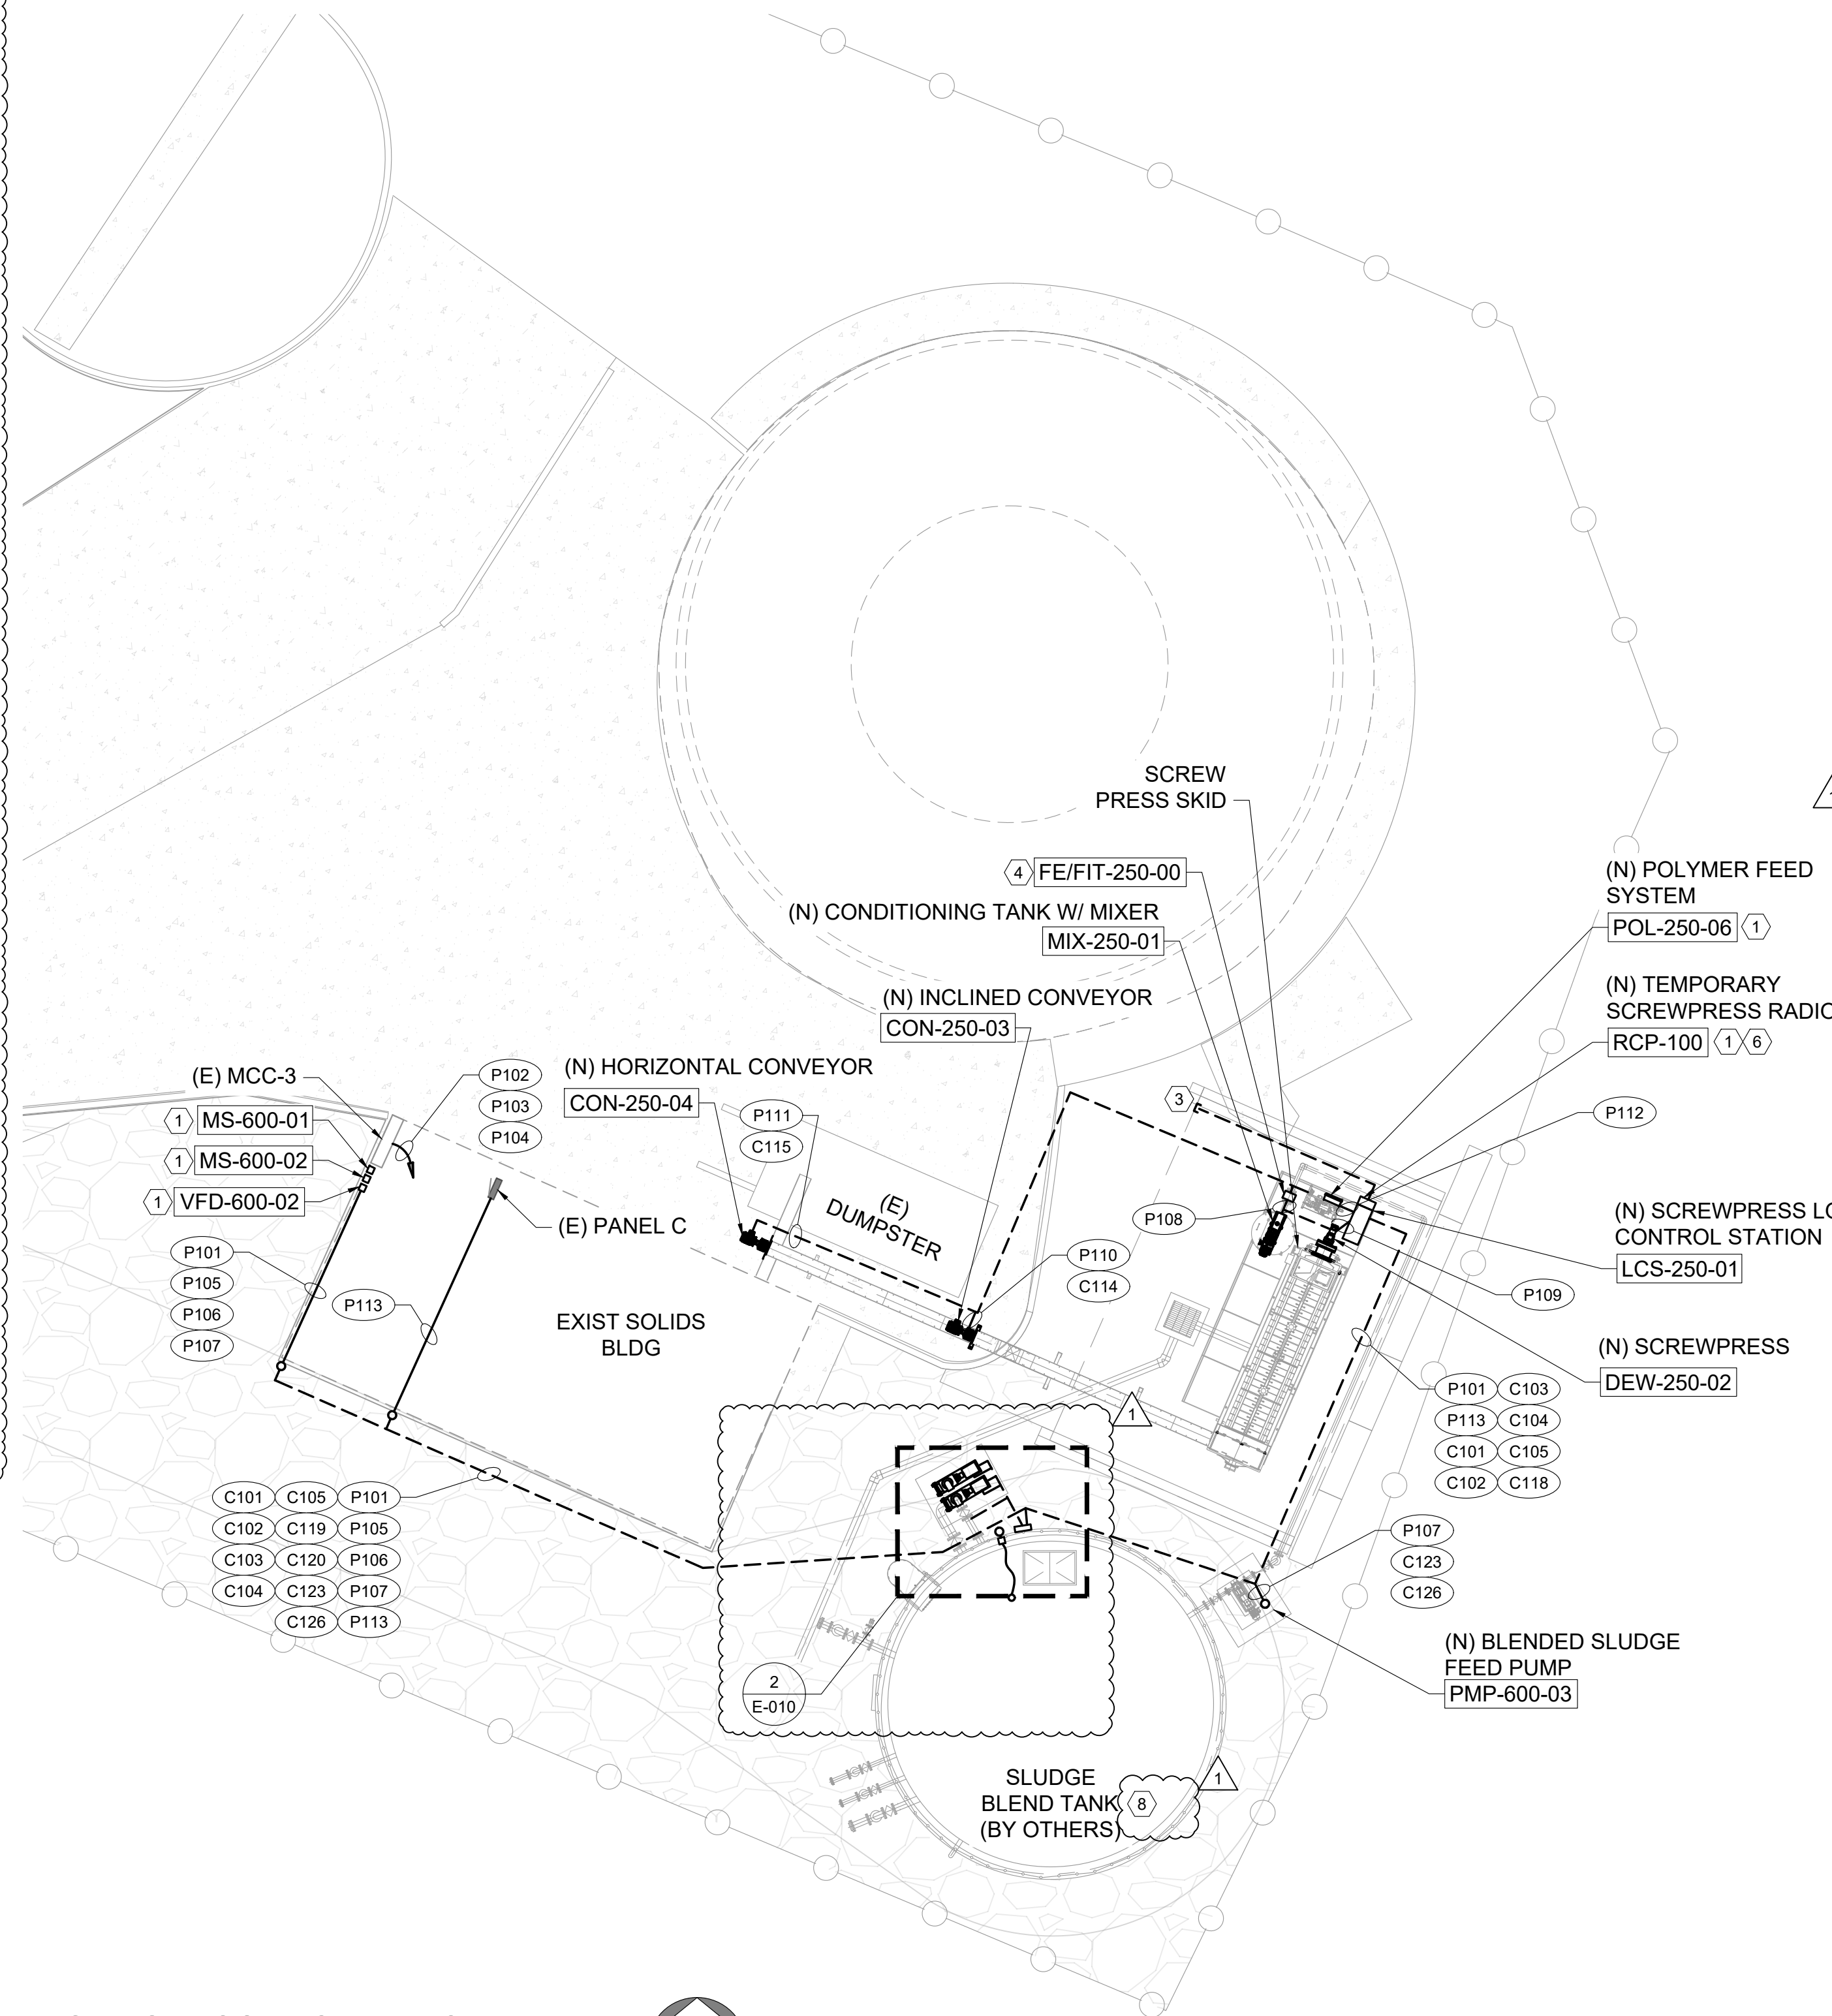 SCREW
PRESS SKID
4 FE/FIT-250-00
(N) CONDITIONING TANK W/ MIXER
MIX-250-01
(N) INCLINED CONVEYOR
CON-250-03
(N) POLYMER FEED
SYSTEM
POL-250-06 1
(N) TEMPORARY
SCREWPRESS RADIO
RCP-100 1 6
P112
(N) HORIZONTAL CONVEYOR
CON-250-04
P111
C115
(E) MCC-3
1 MS-600-01
1 MS-600-02
1 VFD-600-02
P102
P103
P104
3
(E) PANEL C
(E)
DUMPSTER
P108
P110
C114
(N) SCREWPRESS LO
CONTROL STATION
LCS-250-01
P109
(N) SCREWPRESS
DEW-250-02
P101
P105
P106
P107
P113
EXIST SOLIDS
BLDG
P101 C103
P113 C104
C101 C105
C102 C118
1
C101 C105 P101
C102 C119 P105
C103 C120 P106
C104 C123 P107
C126 P113
P107
C123
C126
(N) BLENDED SLUDGE
FEED PUMP
PMP-600-03
2
E-010
SLUDGE
BLEND TANK 8
(BY OTHERS)
1